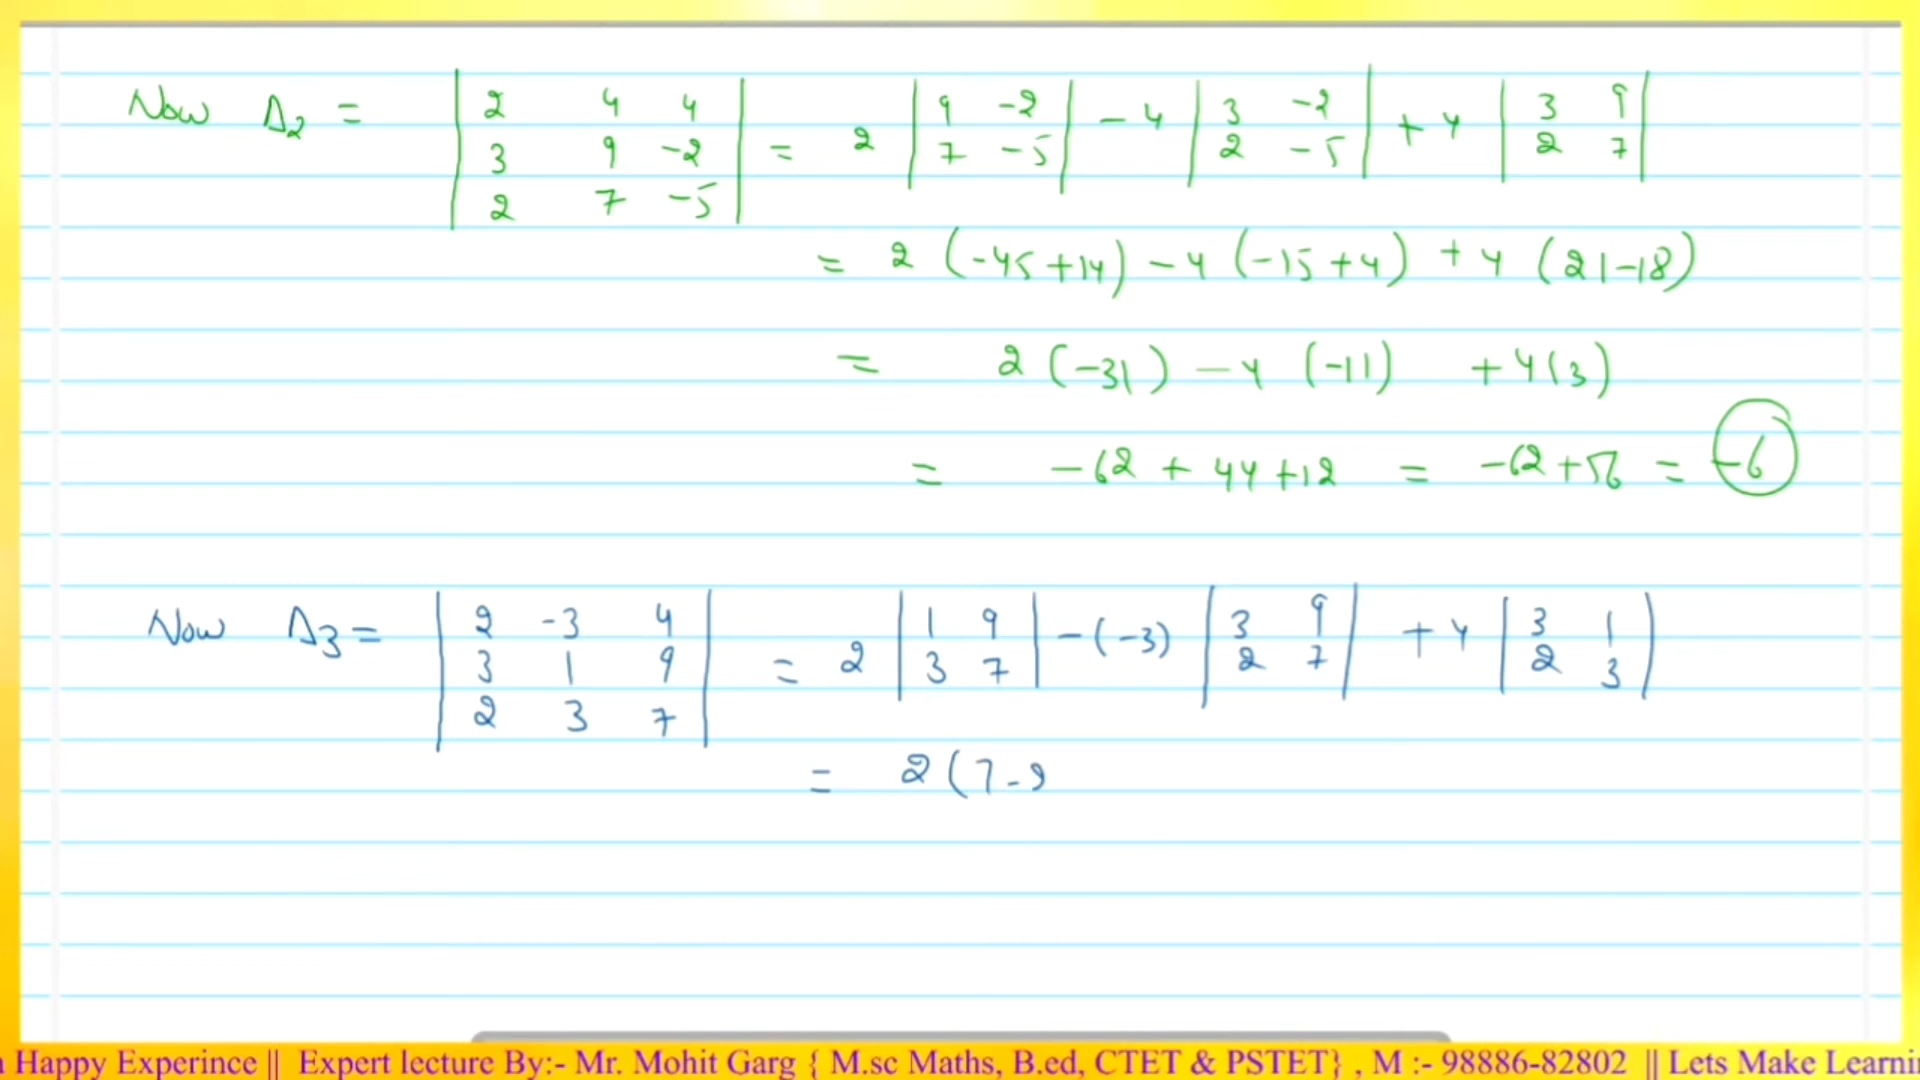 Now Δ2 = | 2 4 4 | = 2 | 9 -2 | - 4 | 3 -2 | + 4 | 3 9 |
| 3 9 -2 | | 7 -5 | | 2 -5 | | 2 7 |
| 2 7 -5 |
= 2 (-45+14) - 4 (-15+4) + 4 (21-18)
= 2 (-31) - 4 (-11) + 4(3)
= -62 + 44 +12 = -62+56 = -6
Now Δ3 = | 2 -3 4 | = 2 | 1 9 | -(-3) | 3 9 | + 4 | 3 1 |
| 3 1 9 | | 3 7 | | 2 7 | | 2 3 |
| 2 3 7 |
= 2 (7-9
a Happy Experince || Expert lecture By:- Mr. Mohit Garg { M.sc Maths, B.ed, CTET & PSTET} , M :- 98886-82802 || Lets Make Learni